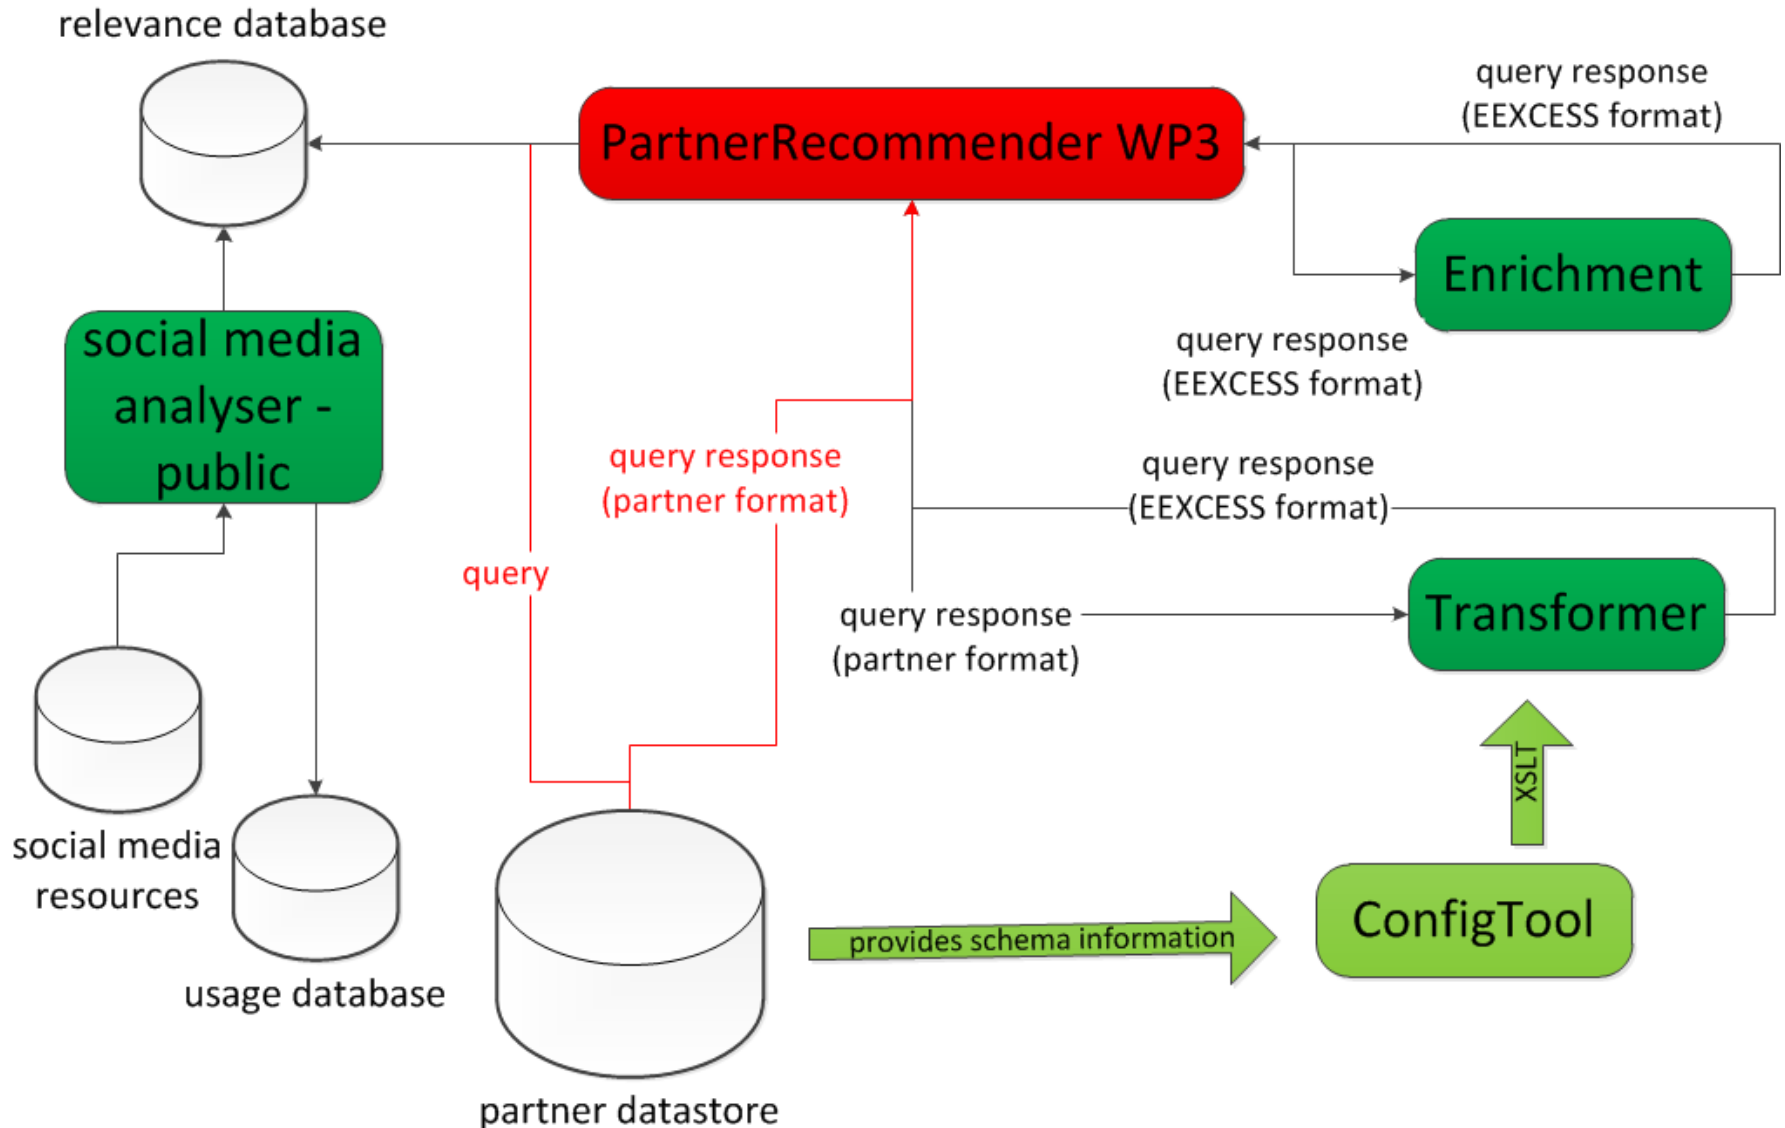 relevance database
PartnerRecommender WP3
query response
(EEXCESS format)
Enrichment
social media
analyser -
public
query response
(EEXCESS format)
query response
(partner format)
query response
(EEXCESS format)
query
query response
(partner format)
Transformer
XSLT
social media
resources
usage database
provides schema information
ConfigTool
partner datastore